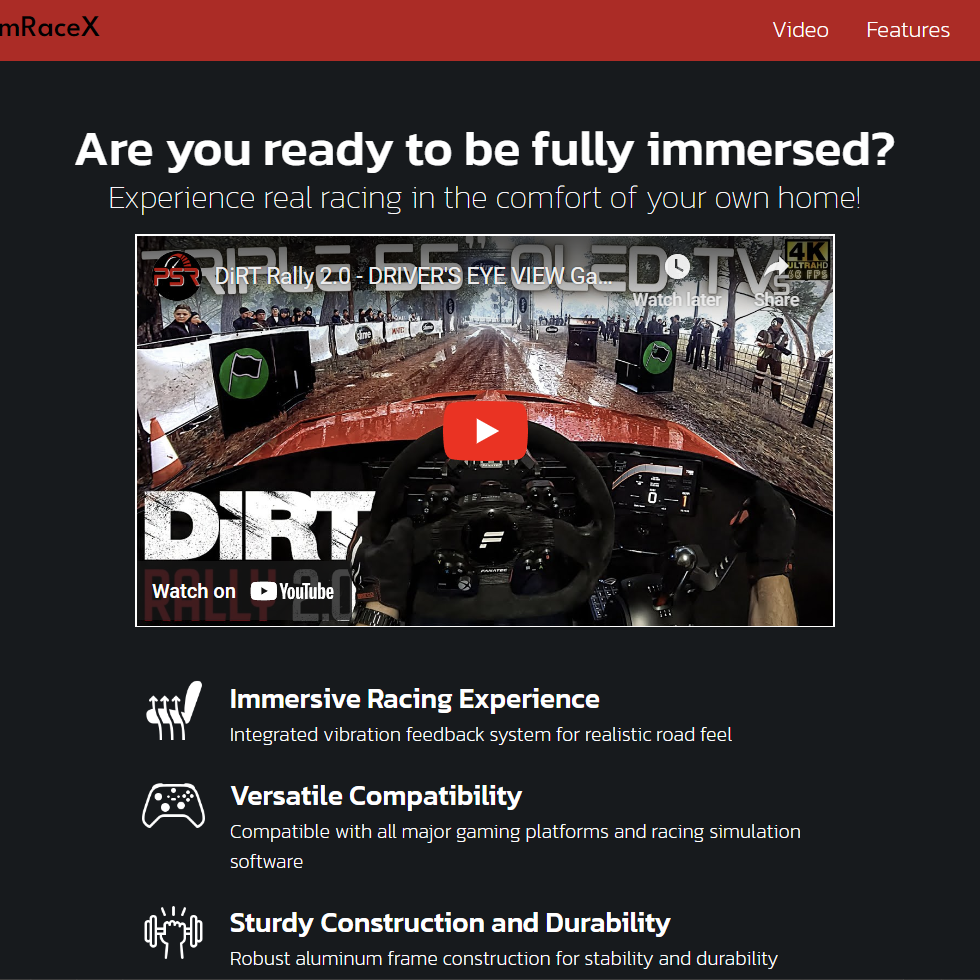 mRaceX
Video
Features
Are you ready to be fully immersed?
Experience real racing in the comfort of your own home!
TRIPLE 65" OLED TVs
4K
ULTRAHD
60 FPS
PSR
DiRT Rally 2.0 - DRIVER'S EYE VIEW Ga...
Watch later
Share
DiRT
RALLY 2.0
FANATEC
Watch on YouTube
Immersive Racing Experience
Integrated vibration feedback system for realistic road feel
Versatile Compatibility
Compatible with all major gaming platforms and racing simulation
software
Sturdy Construction and Durability
Robust aluminum frame construction for stability and durability